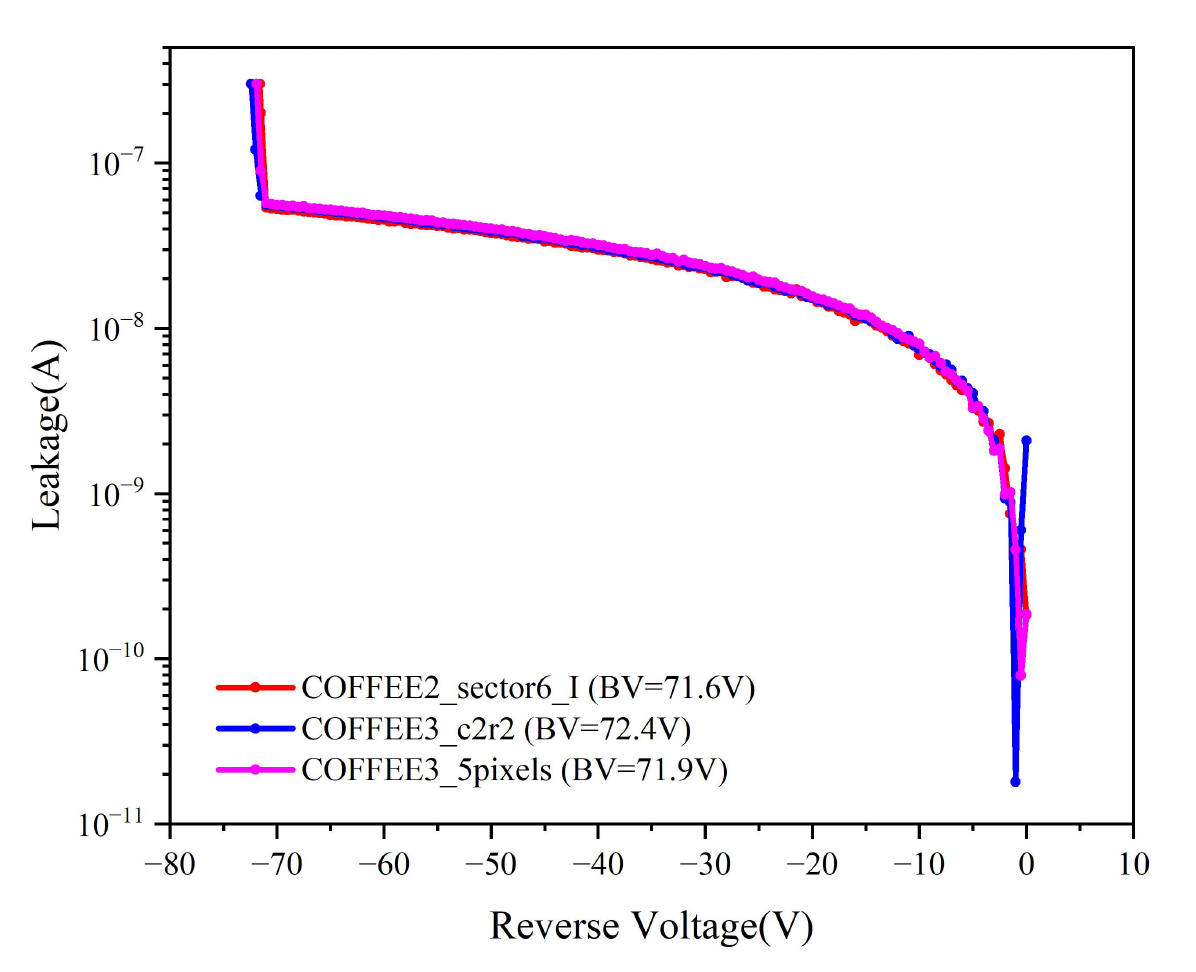 10⁻⁷
10⁻⁸
10⁻⁹
10⁻¹⁰
10⁻¹¹
Leakage(A)
COFFEE2_sector6_I (BV=71.6V)
COFFEE3_c2r2 (BV=72.4V)
COFFEE3_5pixels (BV=71.9V)
−80 −70 −60 −50 −40 −30 −20 −10 0 10
Reverse Voltage(V)